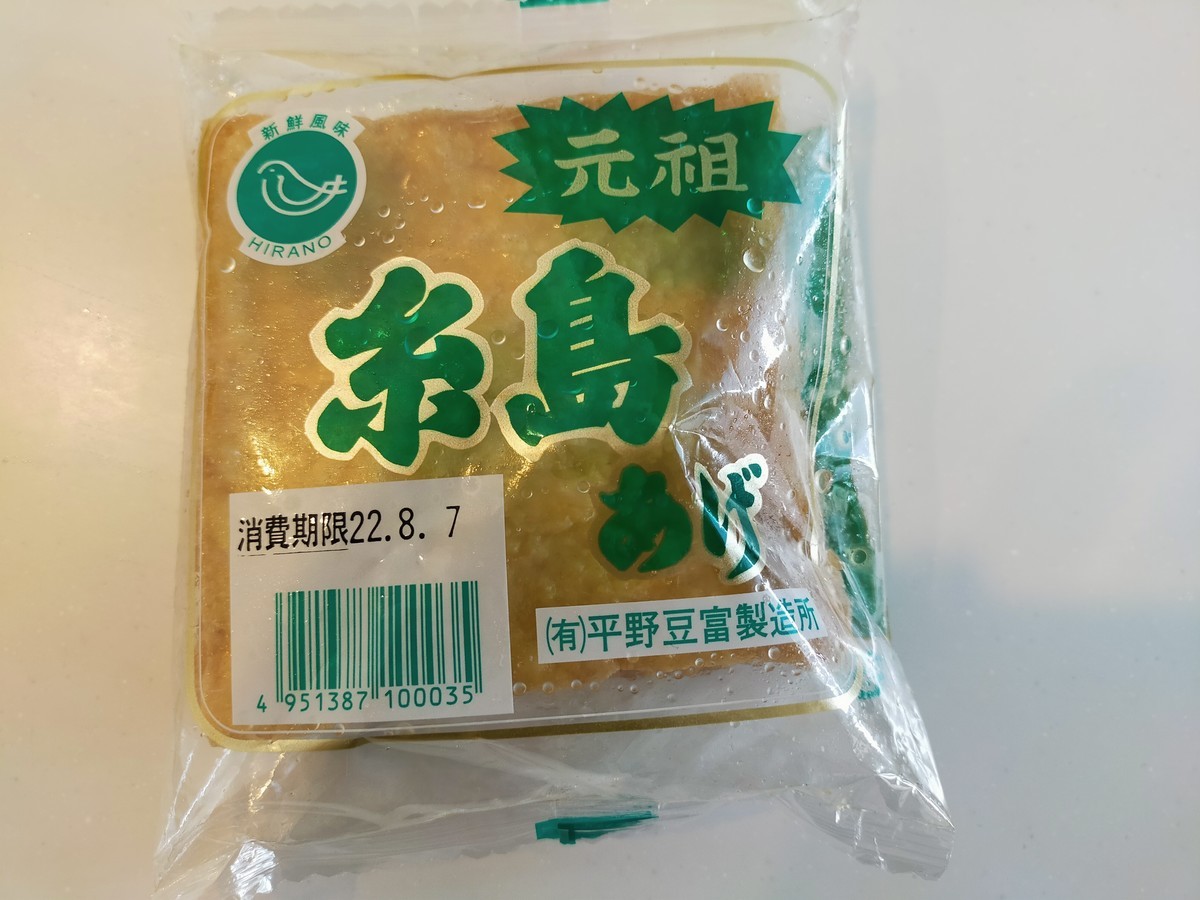 新鮮風味
HIRANO
元祖
糸島
あげ
消費期限22.8. 7
4 951387 100035
(有)平野豆富製造所